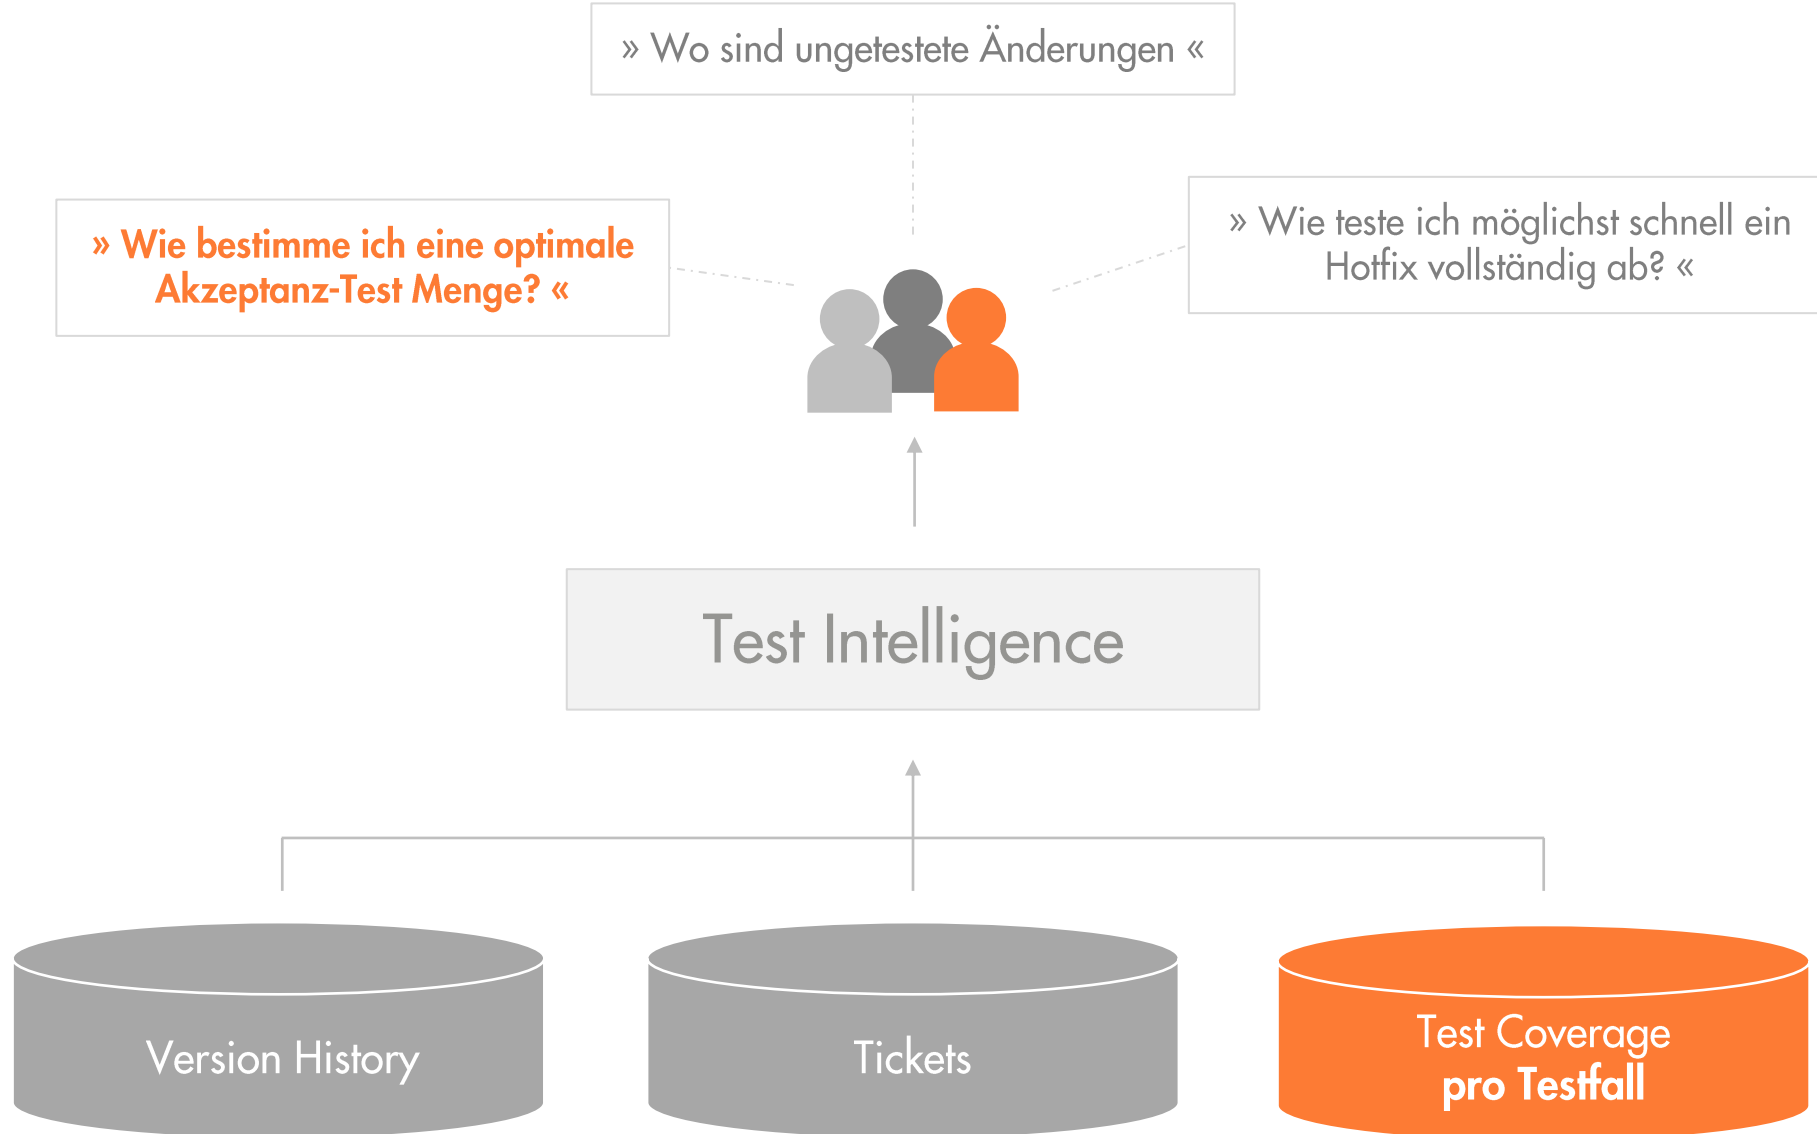 » Wo sind ungetestete Änderungen «
» Wie bestimme ich eine optimale
Akzeptanz-Test Menge? «
» Wie teste ich möglichst schnell ein
Hotfix vollständig ab? «
Test Intelligence
Version History
Tickets
Test Coverage
pro Testfall